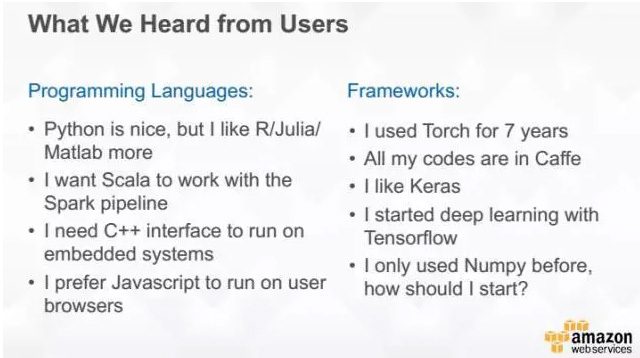 What We Heard from Users
Programming Languages:
• Python is nice, but I like R/Julia/
Matlab more
• I want Scala to work with the
Spark pipeline
• I need C++ interface to run on
embedded systems
• I prefer Javascript to run on user
browsers
Frameworks:
• I used Torch for 7 years
• All my codes are in Caffe
• I like Keras
• I started deep learning with
Tensorflow
• I only used Numpy before,
how should I start?
amazon
webservices